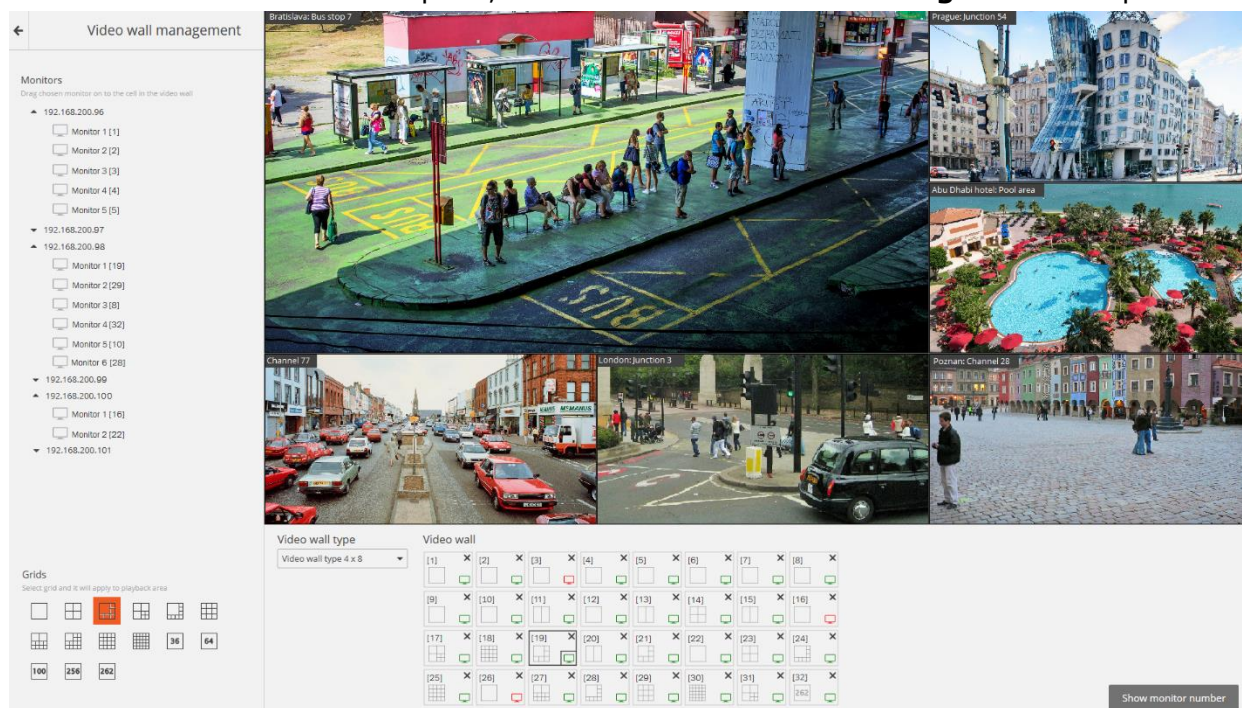 Video wall management
Monitors
Drag chosen monitor on to the cell in the video wall
192.168.200.96
Monitor 1 [1]
Monitor 2 [2]
Monitor 3 [3]
Monitor 4 [4]
Monitor 5 [5]
192.168.200.97
192.168.200.98
Monitor 1 [19]
Monitor 2 [29]
Monitor 3 [8]
Monitor 4 [32]
Monitor 5 [10]
Monitor 6 [28]
192.168.200.99
192.168.200.100
Monitor 1 [16]
Monitor 2 [22]
192.168.200.101
Grids
Select grid and it will apply to playback area
36 64
100 256 262
Bratislava: Bus stop 7
BUS
BUS
Prague: Junction 54
Abu Dhabi hotel: Pool area
Channel 77
McMANUS
London: Junction 3
Poznan: Channel 28
Video wall type
Video wall type 4 x 8
Video wall
[1] [2] [3] [4] [5] [6] [7] [8]
[9] [10] [11] [12] [13] [14] [15] [16]
[17] [18] [19] [20] [21] [22] [23] [24]
[25] [26] [27] [28] [29] [30] [31] [32]
262
Show monitor number